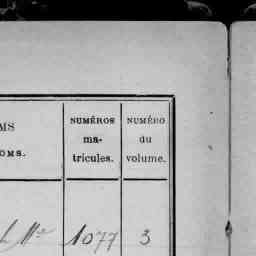 MS
OMS.
NUMÉROS
ma-
tricules.
NUMÉRO
du
volume.
1077 3